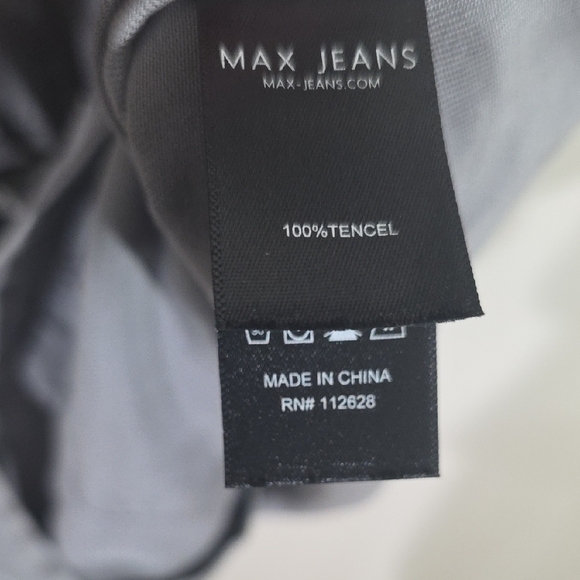 MAX JEANS
MAX-JEANS.COM
100%TENCEL
MADE IN CHINA
RN# 112628